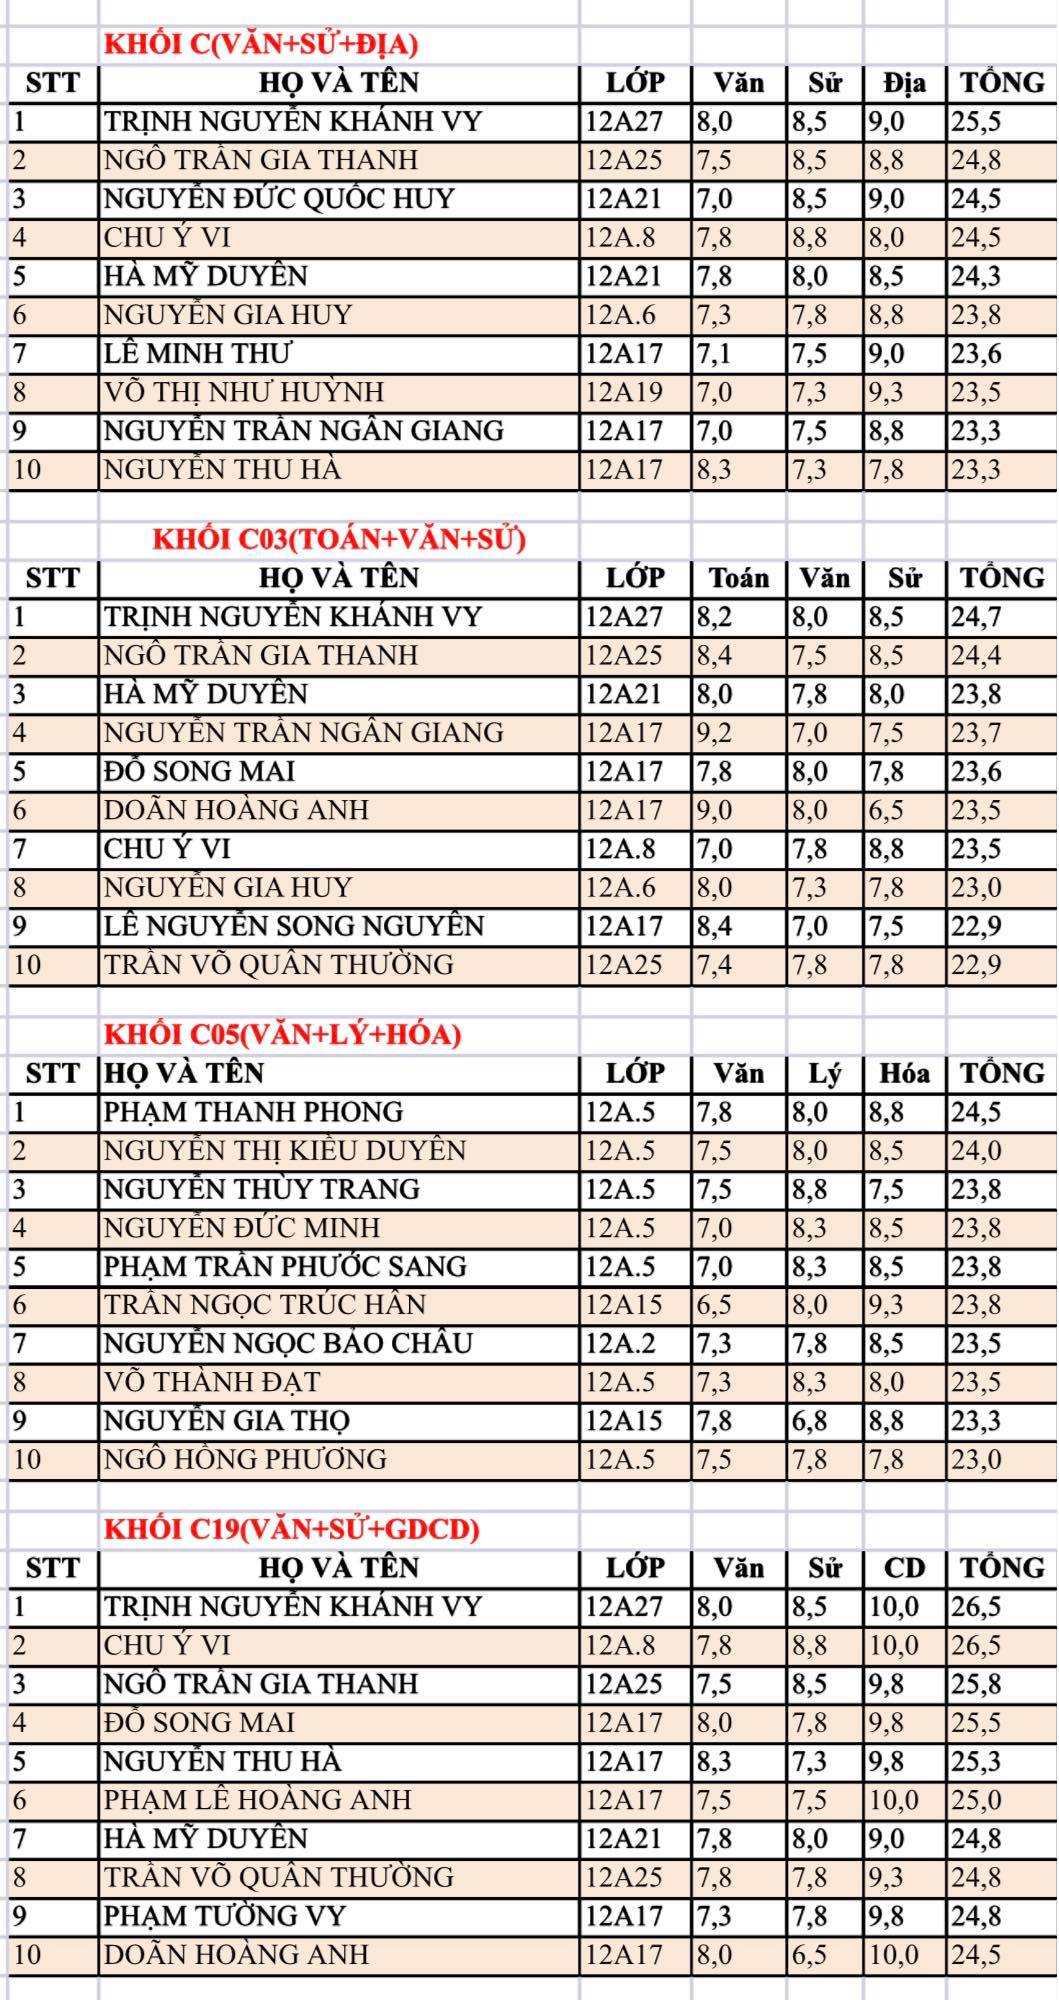 KHỐI C(VĂN+SỬ+ĐỊA)
STT HỌ VÀ TÊN LỚP Văn Sử Địa TỔNG
1 TRỊNH NGUYỄN KHÁNH VY 12A27 8,0 8,5 9,0 25,5
2 NGÔ TRẦN GIA THANH 12A25 7,5 8,5 8,8 24,8
3 NGUYỄN ĐỨC QUỐC HUY 12A21 7,0 8,5 9,0 24,5
4 CHU Ý VI 12A.8 7,8 8,8 8,0 24,5
5 HÀ MỸ DUYÊN 12A21 7,8 8,0 8,5 24,3
6 NGUYỄN GIA HUY 12A.6 7,3 7,8 8,8 23,8
7 LÊ MINH THƯ 12A17 7,1 7,5 9,0 23,6
8 VÕ THỊ NHƯ HUỲNH 12A19 7,0 7,3 9,3 23,5
9 NGUYỄN TRẦN NGÂN GIANG 12A17 7,0 7,5 8,8 23,3
10 NGUYỄN THU HÀ 12A17 8,3 7,3 7,8 23,3
KHỐI C03(TOÁN+VĂN+SỬ)
STT HỌ VÀ TÊN LỚP Toán Văn Sử TỔNG
1 TRỊNH NGUYỄN KHÁNH VY 12A27 8,2 8,0 8,5 24,7
2 NGÔ TRẦN GIA THANH 12A25 8,4 7,5 8,5 24,4
3 HÀ MỸ DUYÊN 12A21 8,0 7,8 8,0 23,8
4 NGUYỄN TRẦN NGÂN GIANG 12A17 9,2 7,0 7,5 23,7
5 ĐỖ SONG MAI 12A17 7,8 8,0 7,8 23,6
6 DOÃN HOÀNG ANH 12A17 9,0 8,0 6,5 23,5
7 CHU Ý VI 12A.8 7,0 7,8 8,8 23,5
8 NGUYỄN GIA HUY 12A.6 8,0 7,3 7,8 23,0
9 LÊ NGUYỄN SONG NGUYÊN 12A17 8,4 7,0 7,5 22,9
10 TRẦN VÕ QUÂN THƯỜNG 12A25 7,4 7,8 7,8 22,9
KHỐI C05(VĂN+LÝ+HÓA)
STT HỌ VÀ TÊN LỚP Văn Lý Hóa TỔNG
1 PHẠM THANH PHONG 12A.5 7,8 8,0 8,8 24,5
2 NGUYỄN THỊ KIỀU DUYÊN 12A.5 7,5 8,0 8,5 24,0
3 NGUYỄN THÙY TRANG 12A.5 7,5 8,8 7,5 23,8
4 NGUYỄN ĐỨC MINH 12A.5 7,0 8,3 8,5 23,8
5 PHẠM TRẦN PHƯỚC SANG 12A.5 7,0 8,3 8,5 23,8
6 TRẦN NGỌC TRÚC HÂN 12A15 6,5 8,0 9,3 23,8
7 NGUYỄN NGỌC BẢO CHÂU 12A.2 7,3 7,8 8,5 23,5
8 VÕ THÀNH ĐẠT 12A.5 7,3 8,3 8,0 23,5
9 NGUYỄN GIA THỌ 12A15 7,8 6,8 8,8 23,3
10 NGÔ HỒNG PHƯƠNG 12A.5 7,5 7,8 7,8 23,0
KHỐI C19(VĂN+SỬ+GDCD)
STT HỌ VÀ TÊN LỚP Văn Sử CD TỔNG
1 TRỊNH NGUYỄN KHÁNH VY 12A27 8,0 8,5 10,0 26,5
2 CHU Ý VI 12A.8 7,8 8,8 10,0 26,5
3 NGÔ TRẦN GIA THANH 12A25 7,5 8,5 9,8 25,8
4 ĐỖ SONG MAI 12A17 8,0 7,8 9,8 25,5
5 NGUYỄN THU HÀ 12A17 8,3 7,3 9,8 25,3
6 PHẠM LÊ HOÀNG ANH 12A17 7,5 7,5 10,0 25,0
7 HÀ MỸ DUYÊN 12A21 7,8 8,0 9,0 24,8
8 TRẦN VÕ QUÂN THƯỜNG 12A25 7,8 7,8 9,3 24,8
9 PHẠM TƯỜNG VY 12A17 7,3 7,8 9,8 24,8
10 DOÃN HOÀNG ANH 12A17 8,0 6,5 10,0 24,5